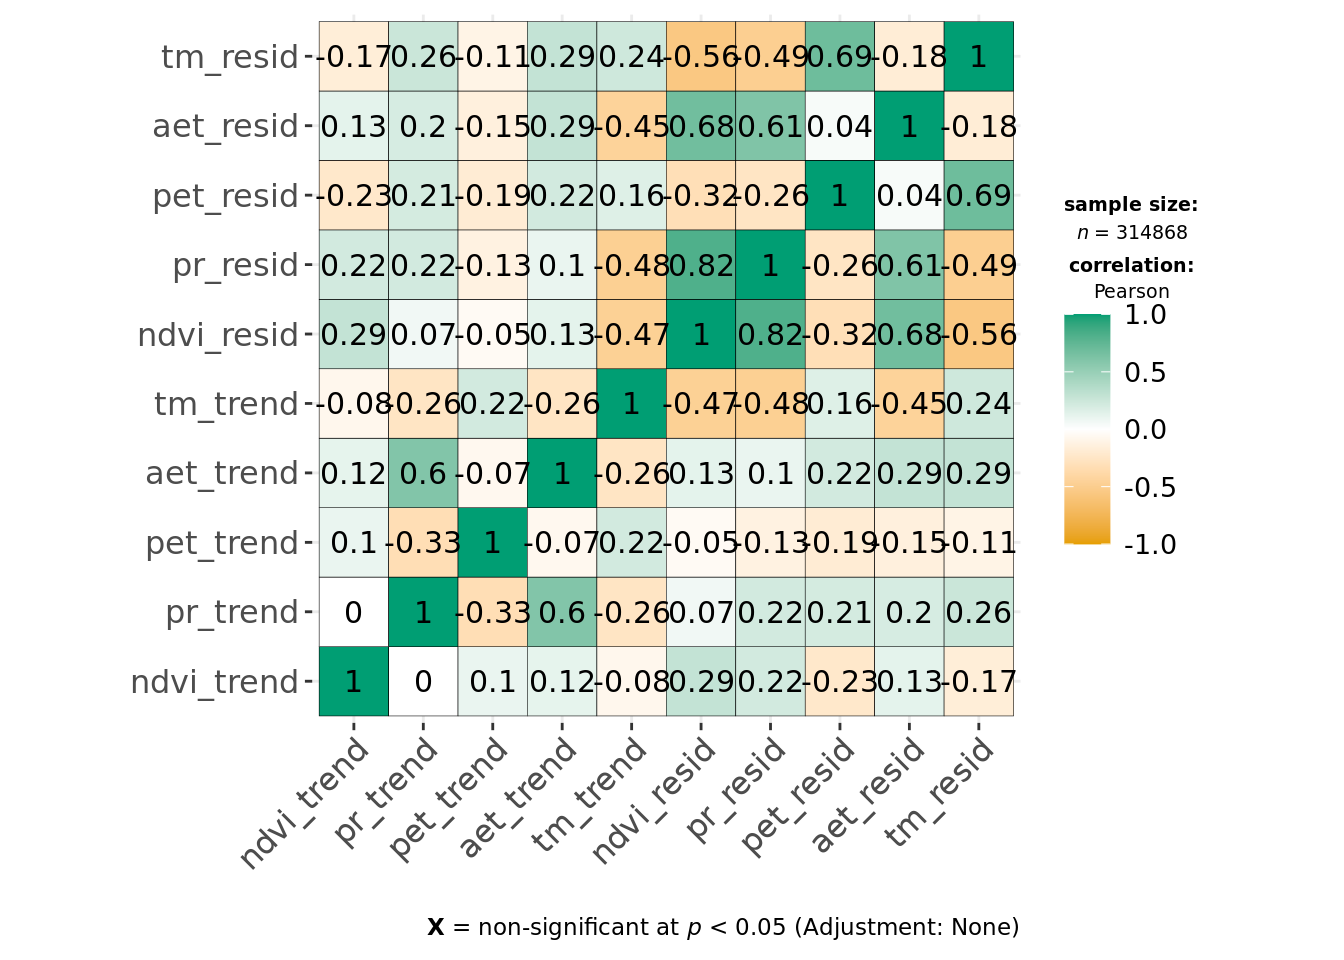 tm_resid -0.17 0.26 -0.11 0.29 0.24 -0.56 -0.49 0.69 -0.18 1
aet_resid 0.13 0.2 -0.15 0.29 -0.45 0.68 0.61 0.04 1 -0.18
pet_resid -0.23 0.21 -0.19 0.22 0.16 -0.32 -0.26 1 0.04 0.69
pr_resid 0.22 0.22 -0.13 0.1 -0.48 0.82 1 -0.26 0.61 -0.49
ndvi_resid 0.29 0.07 -0.05 0.13 -0.47 1 0.82 -0.32 0.68 -0.56
tm_trend -0.08 -0.26 0.22 -0.26 1 -0.47 -0.48 0.16 -0.45 0.24
aet_trend 0.12 0.6 -0.07 1 -0.26 0.13 0.1 0.22 0.29 0.29
pet_trend 0.1 -0.33 1 -0.07 0.22 -0.05 -0.13 -0.19 -0.15 -0.11
pr_trend 0 1 -0.33 0.6 -0.26 0.07 0.22 0.21 0.2 0.26
ndvi_trend 1 0 0.1 0.12 -0.08 0.29 0.22 -0.23 0.13 -0.17
ndvi_trend pr_trend pet_trend aet_trend tm_trend ndvi_resid pr_resid pet_resid aet_resid tm_resid
sample size:
n = 314868
correlation:
Pearson
1.0
0.5
0.0
-0.5
-1.0
X = non-significant at p < 0.05 (Adjustment: None)